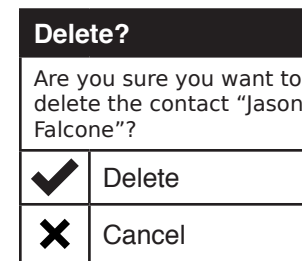 Delete?
Are you sure you want to
delete the contact “Jason
Falcone”?
Delete
Cancel